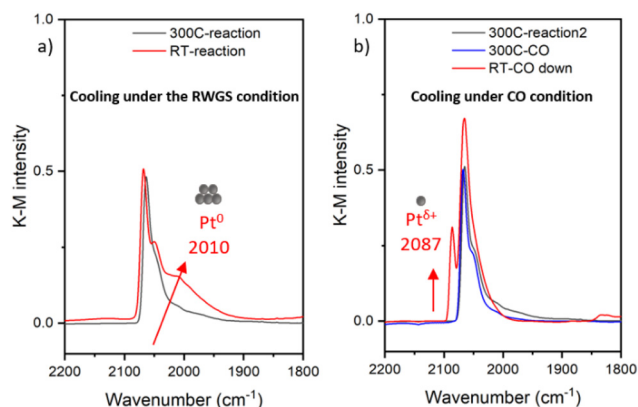 a)
300C-reaction
RT-reaction
Cooling under the RWGS condition
K-M intensity
1.0
0.5
0.0
Pt⁰
2010
2200
2100
2000
1900
1800
Wavenumber (cm⁻¹)
b)
300C-reaction2
300C-CO
RT-CO down
Cooling under CO condition
K-M intensity
1.0
0.5
0.0
Ptᵟ⁺
2087
2200
2100
2000
1900
1800
Wavenumber (cm⁻¹)